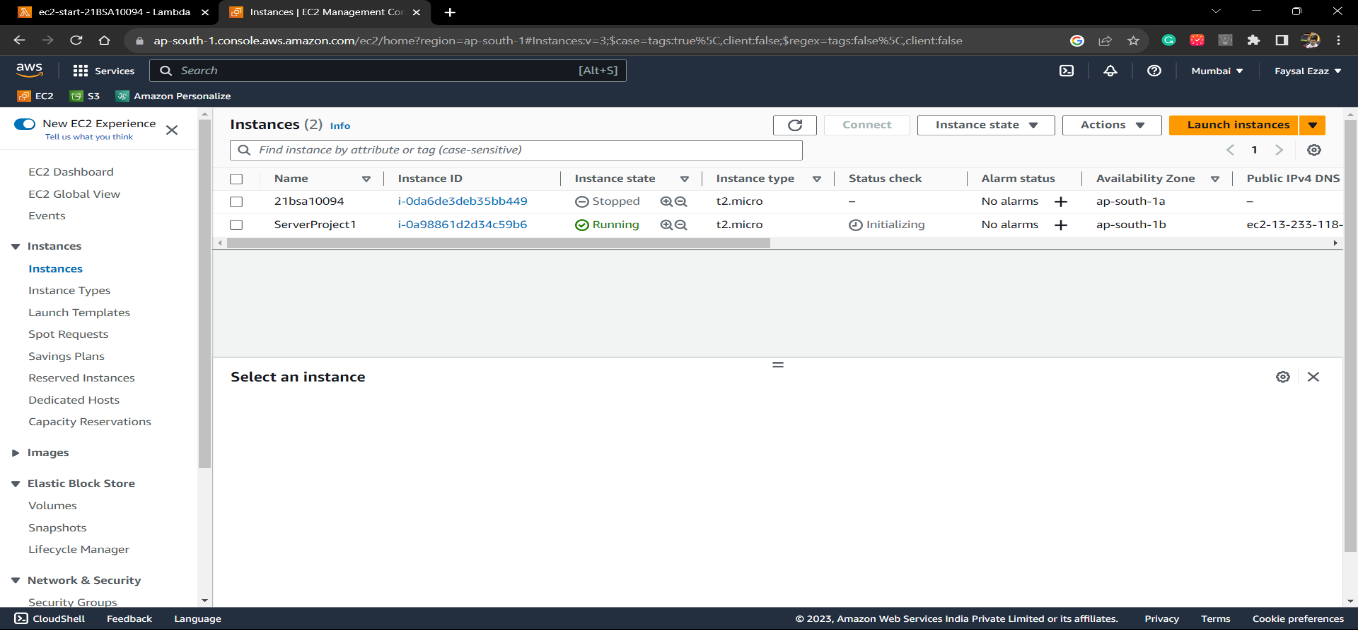 ec2-start-21BSA10094 - Lambda
Instances | EC2 Management Con
ap-south-1.console.aws.amazon.com/ec2/home?region=ap-south-1#Instances:v=3;$case=tags:true%5C,client:false;$regex=tags:false%5C,client:false
aws Services Search [Alt+S] Mumbai Faysal Ezaz
EC2 S3 Amazon Personalize
New EC2 Experience
Tell us what you think
EC2 Dashboard
EC2 Global View
Events
Instances
Instances
Instance Types
Launch Templates
Spot Requests
Savings Plans
Reserved Instances
Dedicated Hosts
Capacity Reservations
Images
Elastic Block Store
Volumes
Snapshots
Lifecycle Manager
Network & Security
Security Groups
Instances (2) Info Connect Instance state Actions Launch instances
Find instance by attribute or tag (case-sensitive) 1
Name Instance ID Instance state Instance type Status check Alarm status Availability Zone Public IPv4 DNS
21bsa10094 i-0da6de3deb35bb449 Stopped t2.micro – No alarms + ap-south-1a –
ServerProject1 i-0a98861d2d34c59b6 Running t2.micro Initializing No alarms + ap-south-1b ec2-13-233-118-
Select an instance
CloudShell Feedback Language © 2023, Amazon Web Services India Private Limited or its affiliates. Privacy Terms Cookie preferences